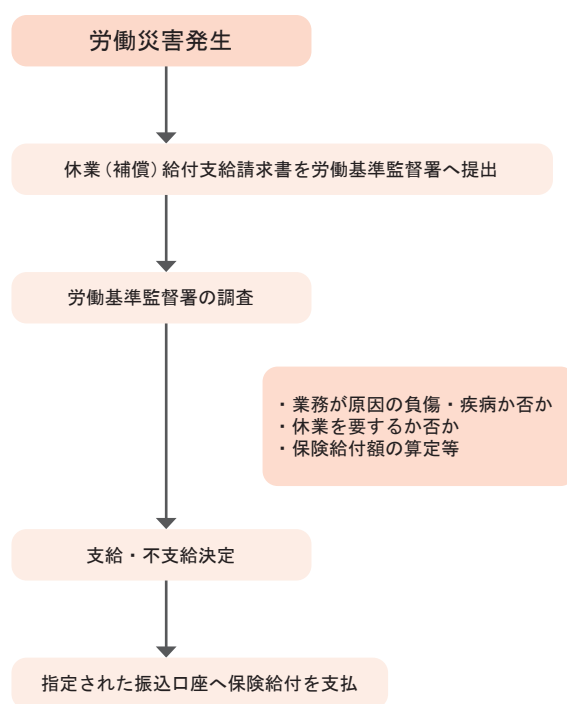 労働災害発生
休業（補償）給付支給請求書を労働基準監督署へ提出
労働基準監督署の調査
・業務が原因の負傷・疾病か否か
・休業を要するか否か
・保険給付額の算定等
支給・不支給決定
指定された振込口座へ保険給付を支払